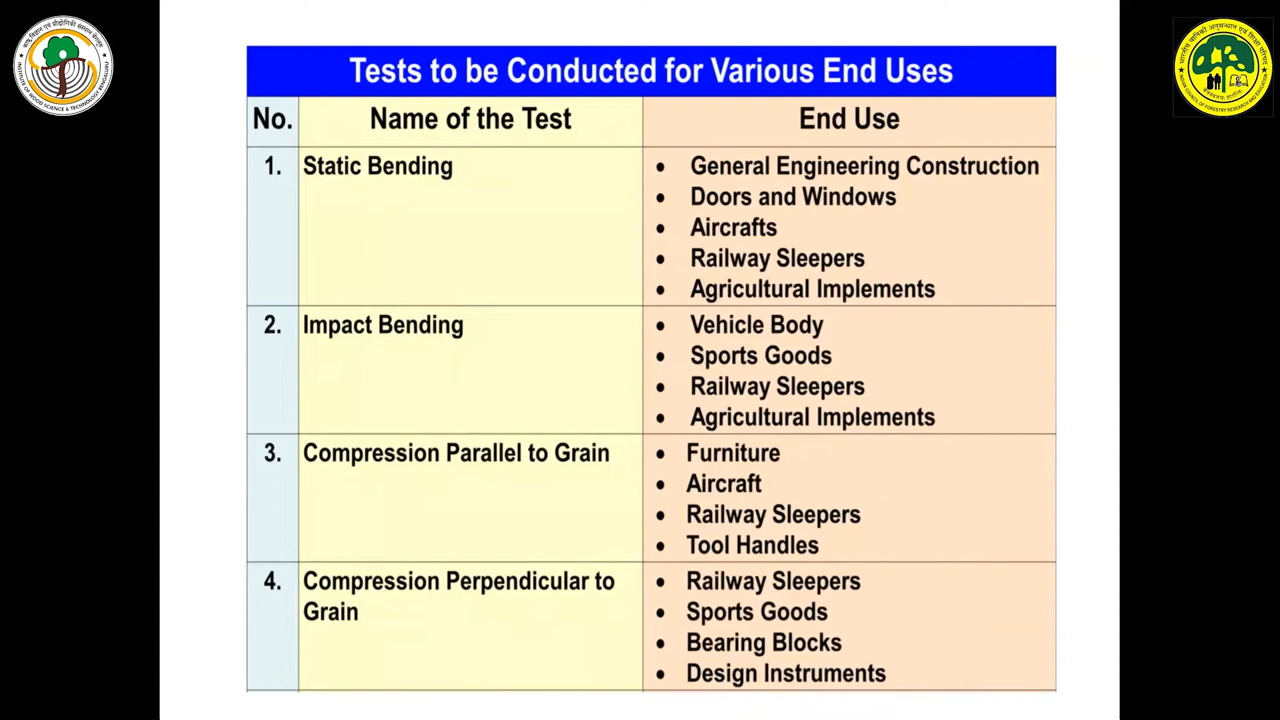 Tests to be Conducted for Various End Uses
No. Name of the Test End Use
1. Static Bending
• General Engineering Construction
• Doors and Windows
• Aircrafts
• Railway Sleepers
• Agricultural Implements
2. Impact Bending
• Vehicle Body
• Sports Goods
• Railway Sleepers
• Agricultural Implements
3. Compression Parallel to Grain
• Furniture
• Aircraft
• Railway Sleepers
• Tool Handles
4. Compression Perpendicular to
Grain
• Railway Sleepers
• Sports Goods
• Bearing Blocks
• Design Instruments